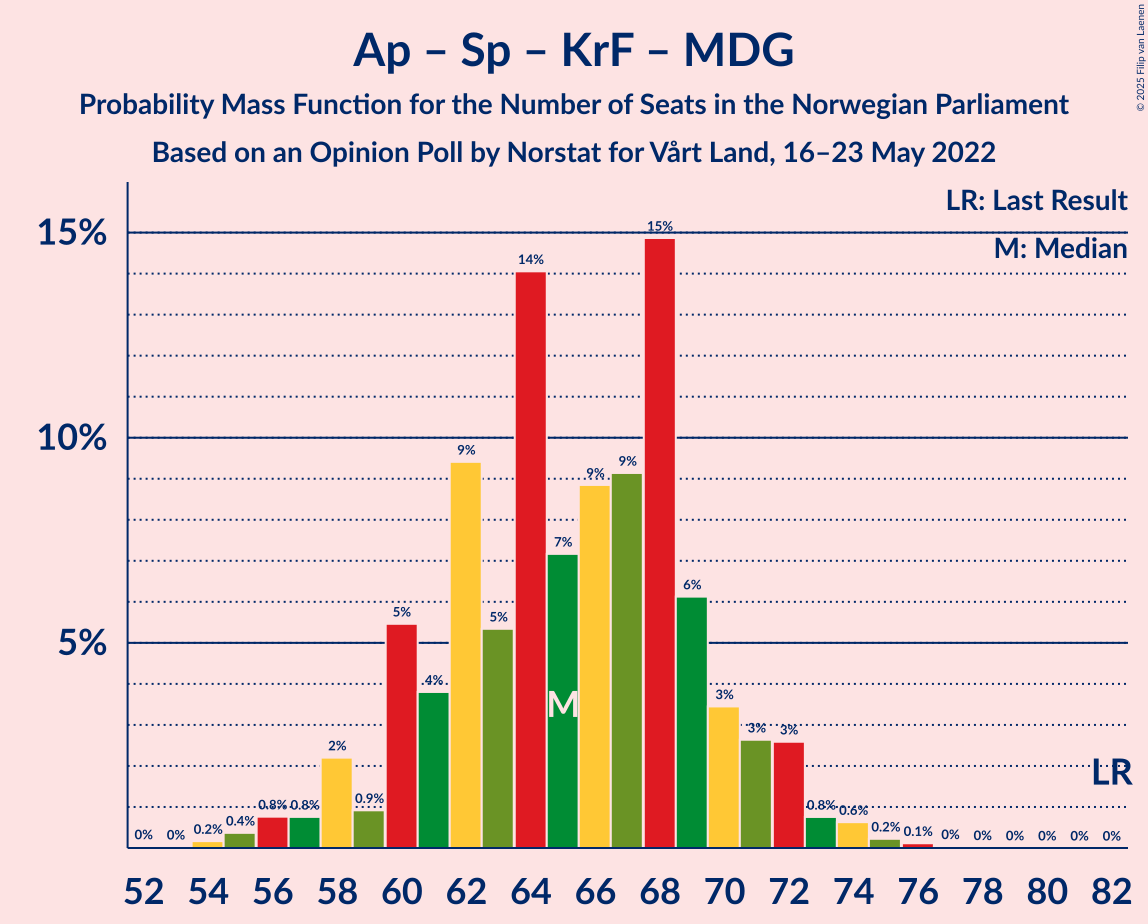 Ap – Sp – KrF – MDG
Probability Mass Function for the Number of Seats in the Norwegian Parliament
Based on an Opinion Poll by Norstat for Vårt Land, 16–23 May 2022
© 2025 Filip van Laenen
LR: Last Result
M: Median
15%
10%
5%
0% 0% 0.2% 0.4% 0.8% 0.8% 2% 0.9% 5% 4% 9% 5% 14% 7% 9% 9% 15% 6% 3% 3% 3% 0.8% 0.6% 0.2% 0.1% 0% 0% 0% 0% 0% 0%
M
LR
52 54 56 58 60 62 64 66 68 70 72 74 76 78 80 82